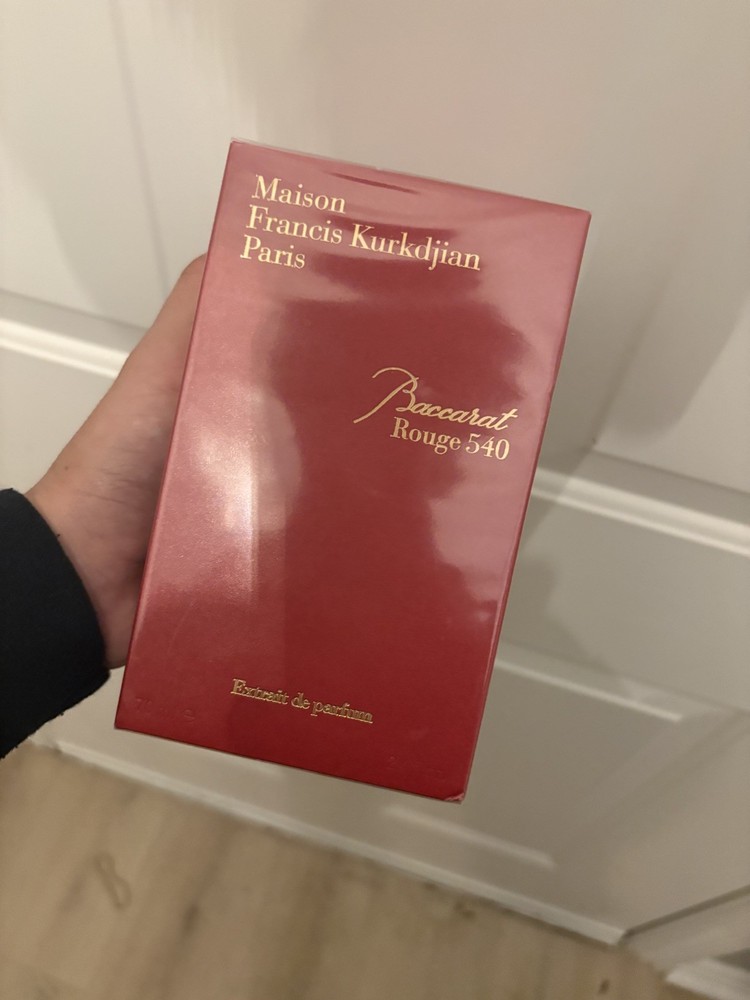 Maison
Francis Kurkdjian
Paris
Baccarat
Rouge 540
Extrait de parfum